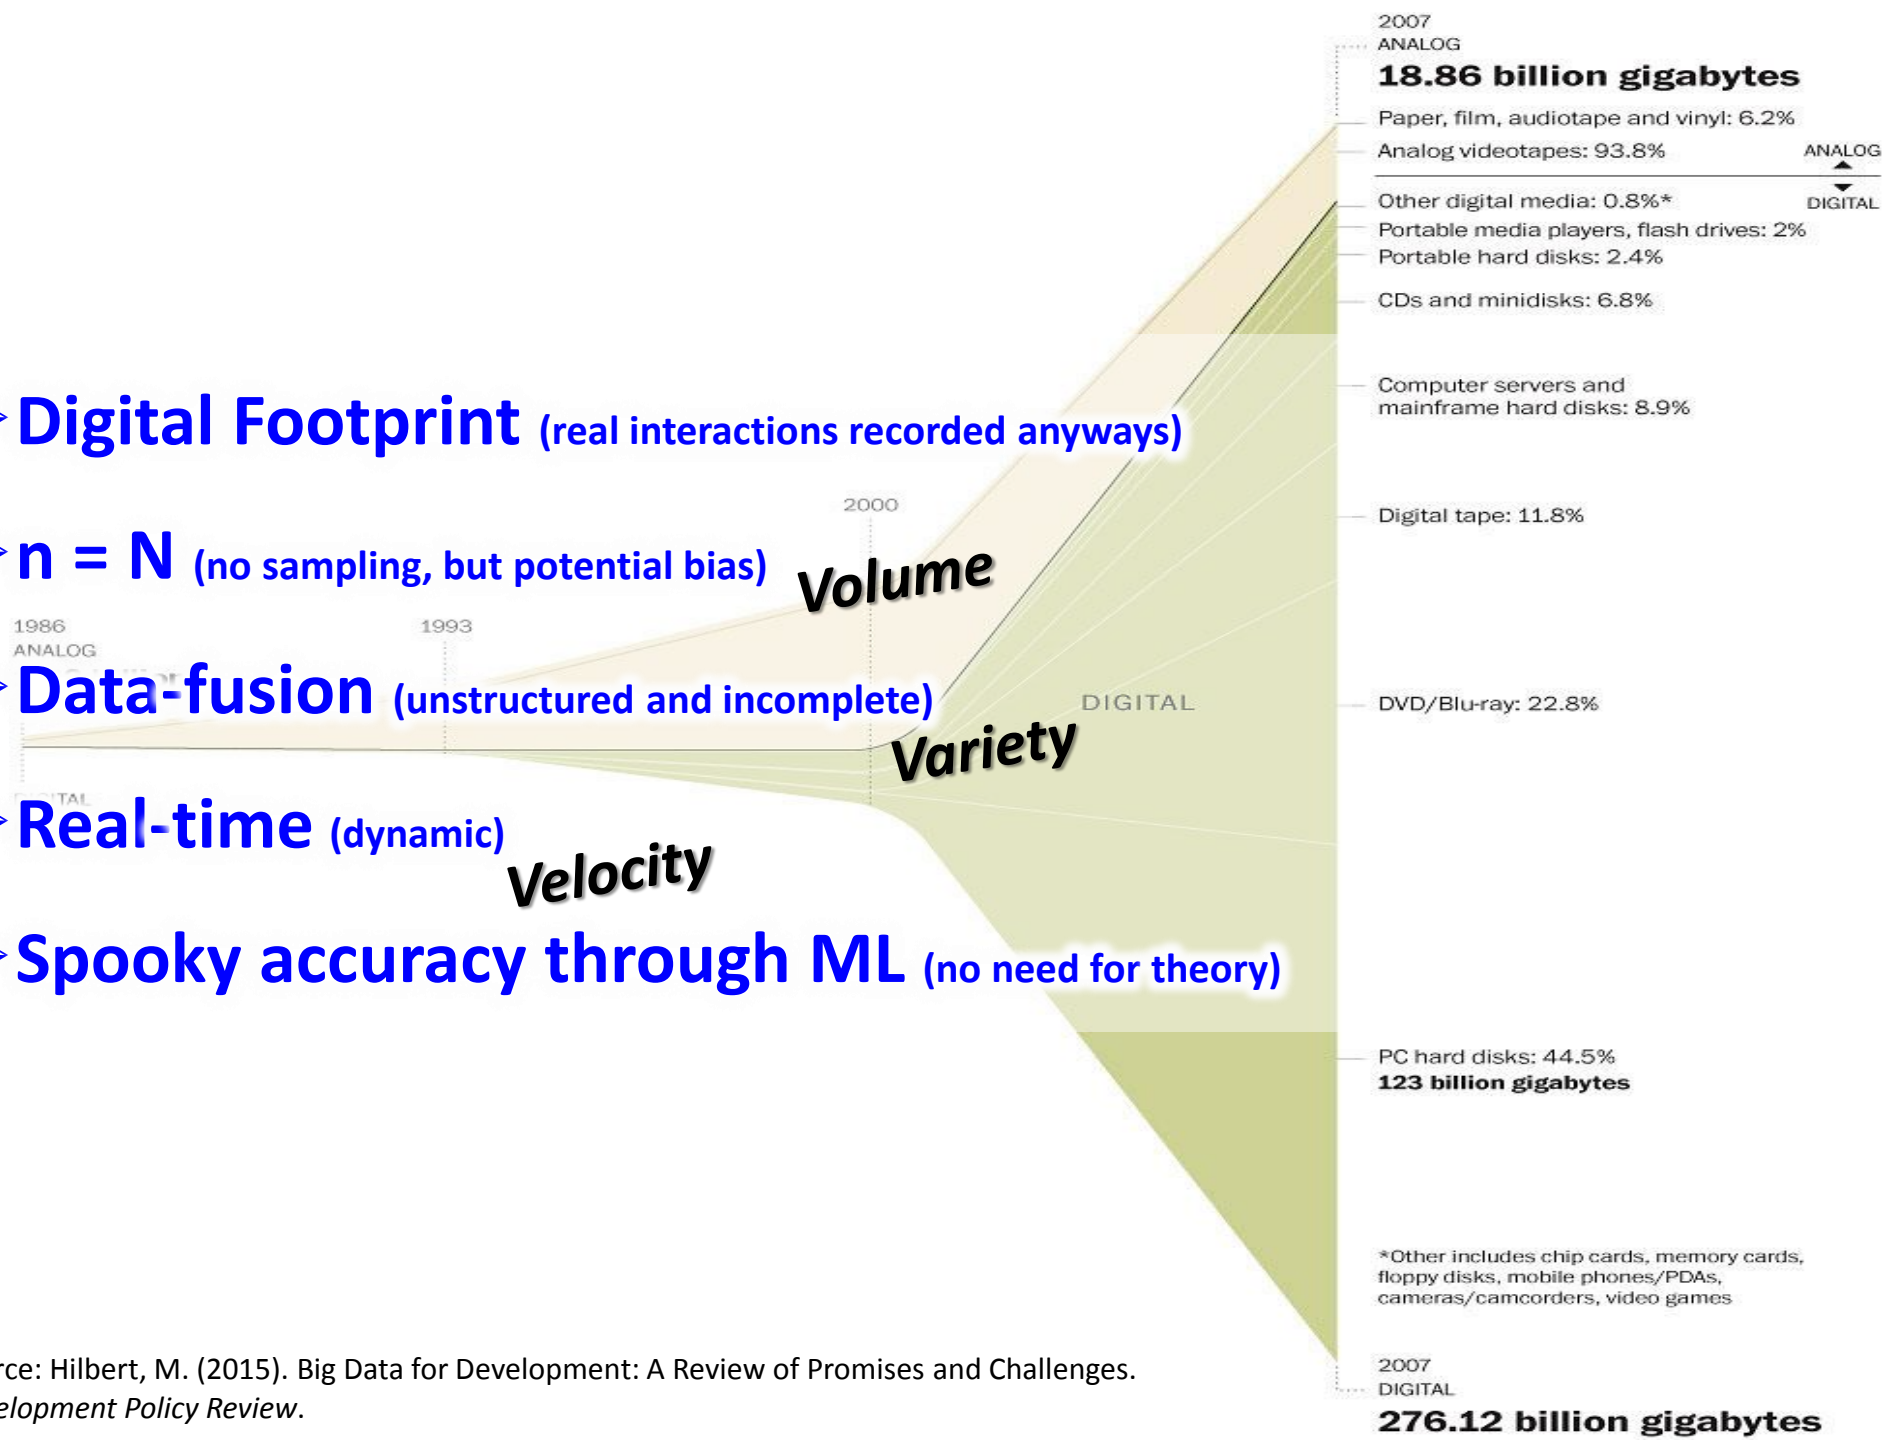 2007
ANALOG
18.86 billion gigabytes
Paper, film, audiotape and vinyl: 6.2%
Analog videotapes: 93.8%
ANALOG
Other digital media: 0.8%*
DIGITAL
Portable media players, flash drives: 2%
Portable hard disks: 2.4%
CDs and minidisks: 6.8%
Computer servers and
mainframe hard disks: 8.9%
Digital Footprint (real interactions recorded anyways)
2000
Digital tape: 11.8%
n = N (no sampling, but potential bias)
Volume
1986
ANALOG
1993
Data-fusion (unstructured and incomplete)
DIGITAL
DVD/Blu-ray: 22.8%
Variety
Real-time (dynamic)
Velocity
Spooky accuracy through ML (no need for theory)
PC hard disks: 44.5%
123 billion gigabytes
*Other includes chip cards, memory cards,
floppy disks, mobile phones/PDAs,
cameras/camcorders, video games
rce: Hilbert, M. (2015). Big Data for Development: A Review of Promises and Challenges.
elopment Policy Review.
2007
DIGITAL
276.12 billion gigabytes